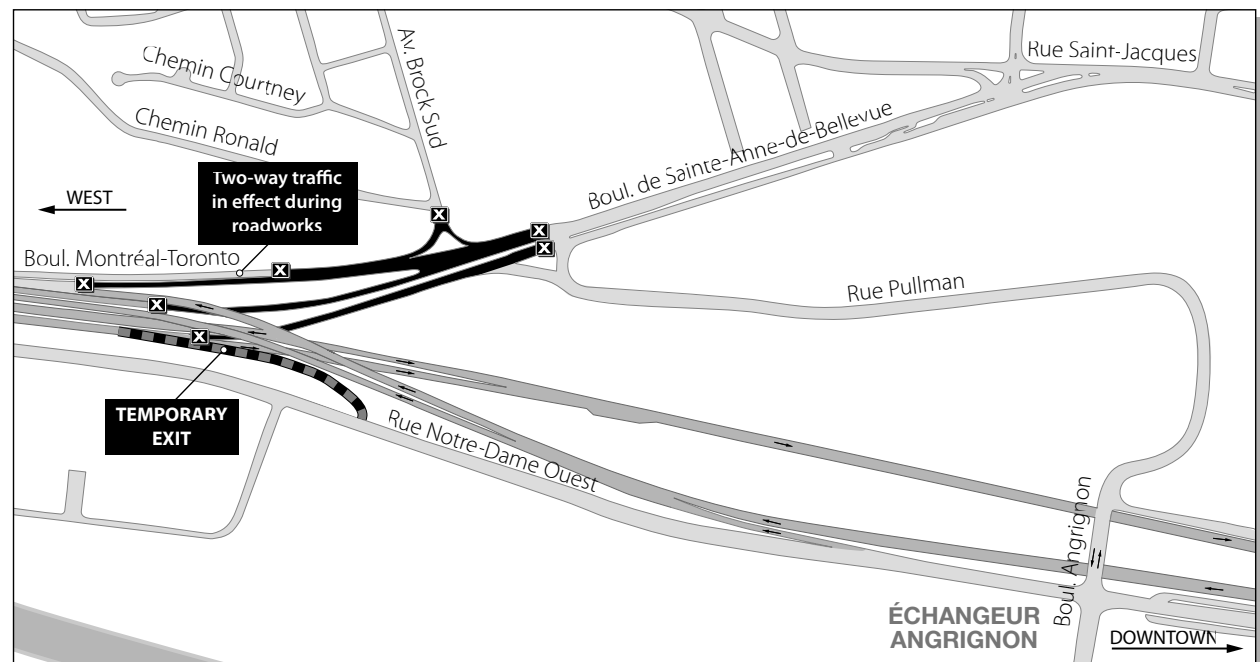 Chemin Courtney
Av. Brock Sud
Rue Saint-Jacques
Chemin Ronald
Boul. de Sainte-Anne-de-Bellevue
Two-way traffic
in effect during
roadworks
WEST
X
X
X
Boul. Montréal-Toronto
X
X
X
X
Rue Pullman
TEMPORARY
EXIT
Rue Notre-Dame Ouest
Boul. Angrignon
ÉCHANGEUR
ANGRIGNON
DOWNTOWN